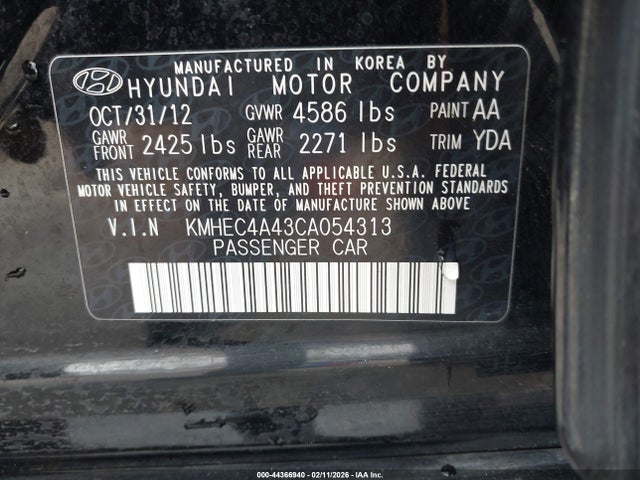 MANUFACTURED IN KOREA BY
HYUNDAI MOTOR COMPANY
OCT/31/12 GVWR 4586 lbs PAINT AA
GAWR FRONT 2425 lbs GAWR REAR 2271 lbs TRIM YDA
THIS VEHICLE CONFORMS TO ALL APPLICABLE U.S.A. FEDERAL
MOTOR VEHICLE SAFETY, BUMPER, AND THEFT PREVENTION STANDARDS
IN EFFECT ON THE DATE OF MANUFACTURE SHOWN ABOVE.
V.I.N KMHEC4A43CA054313
PASSENGER CAR
000-44366940 - 02/11/2026 - IAA Inc.